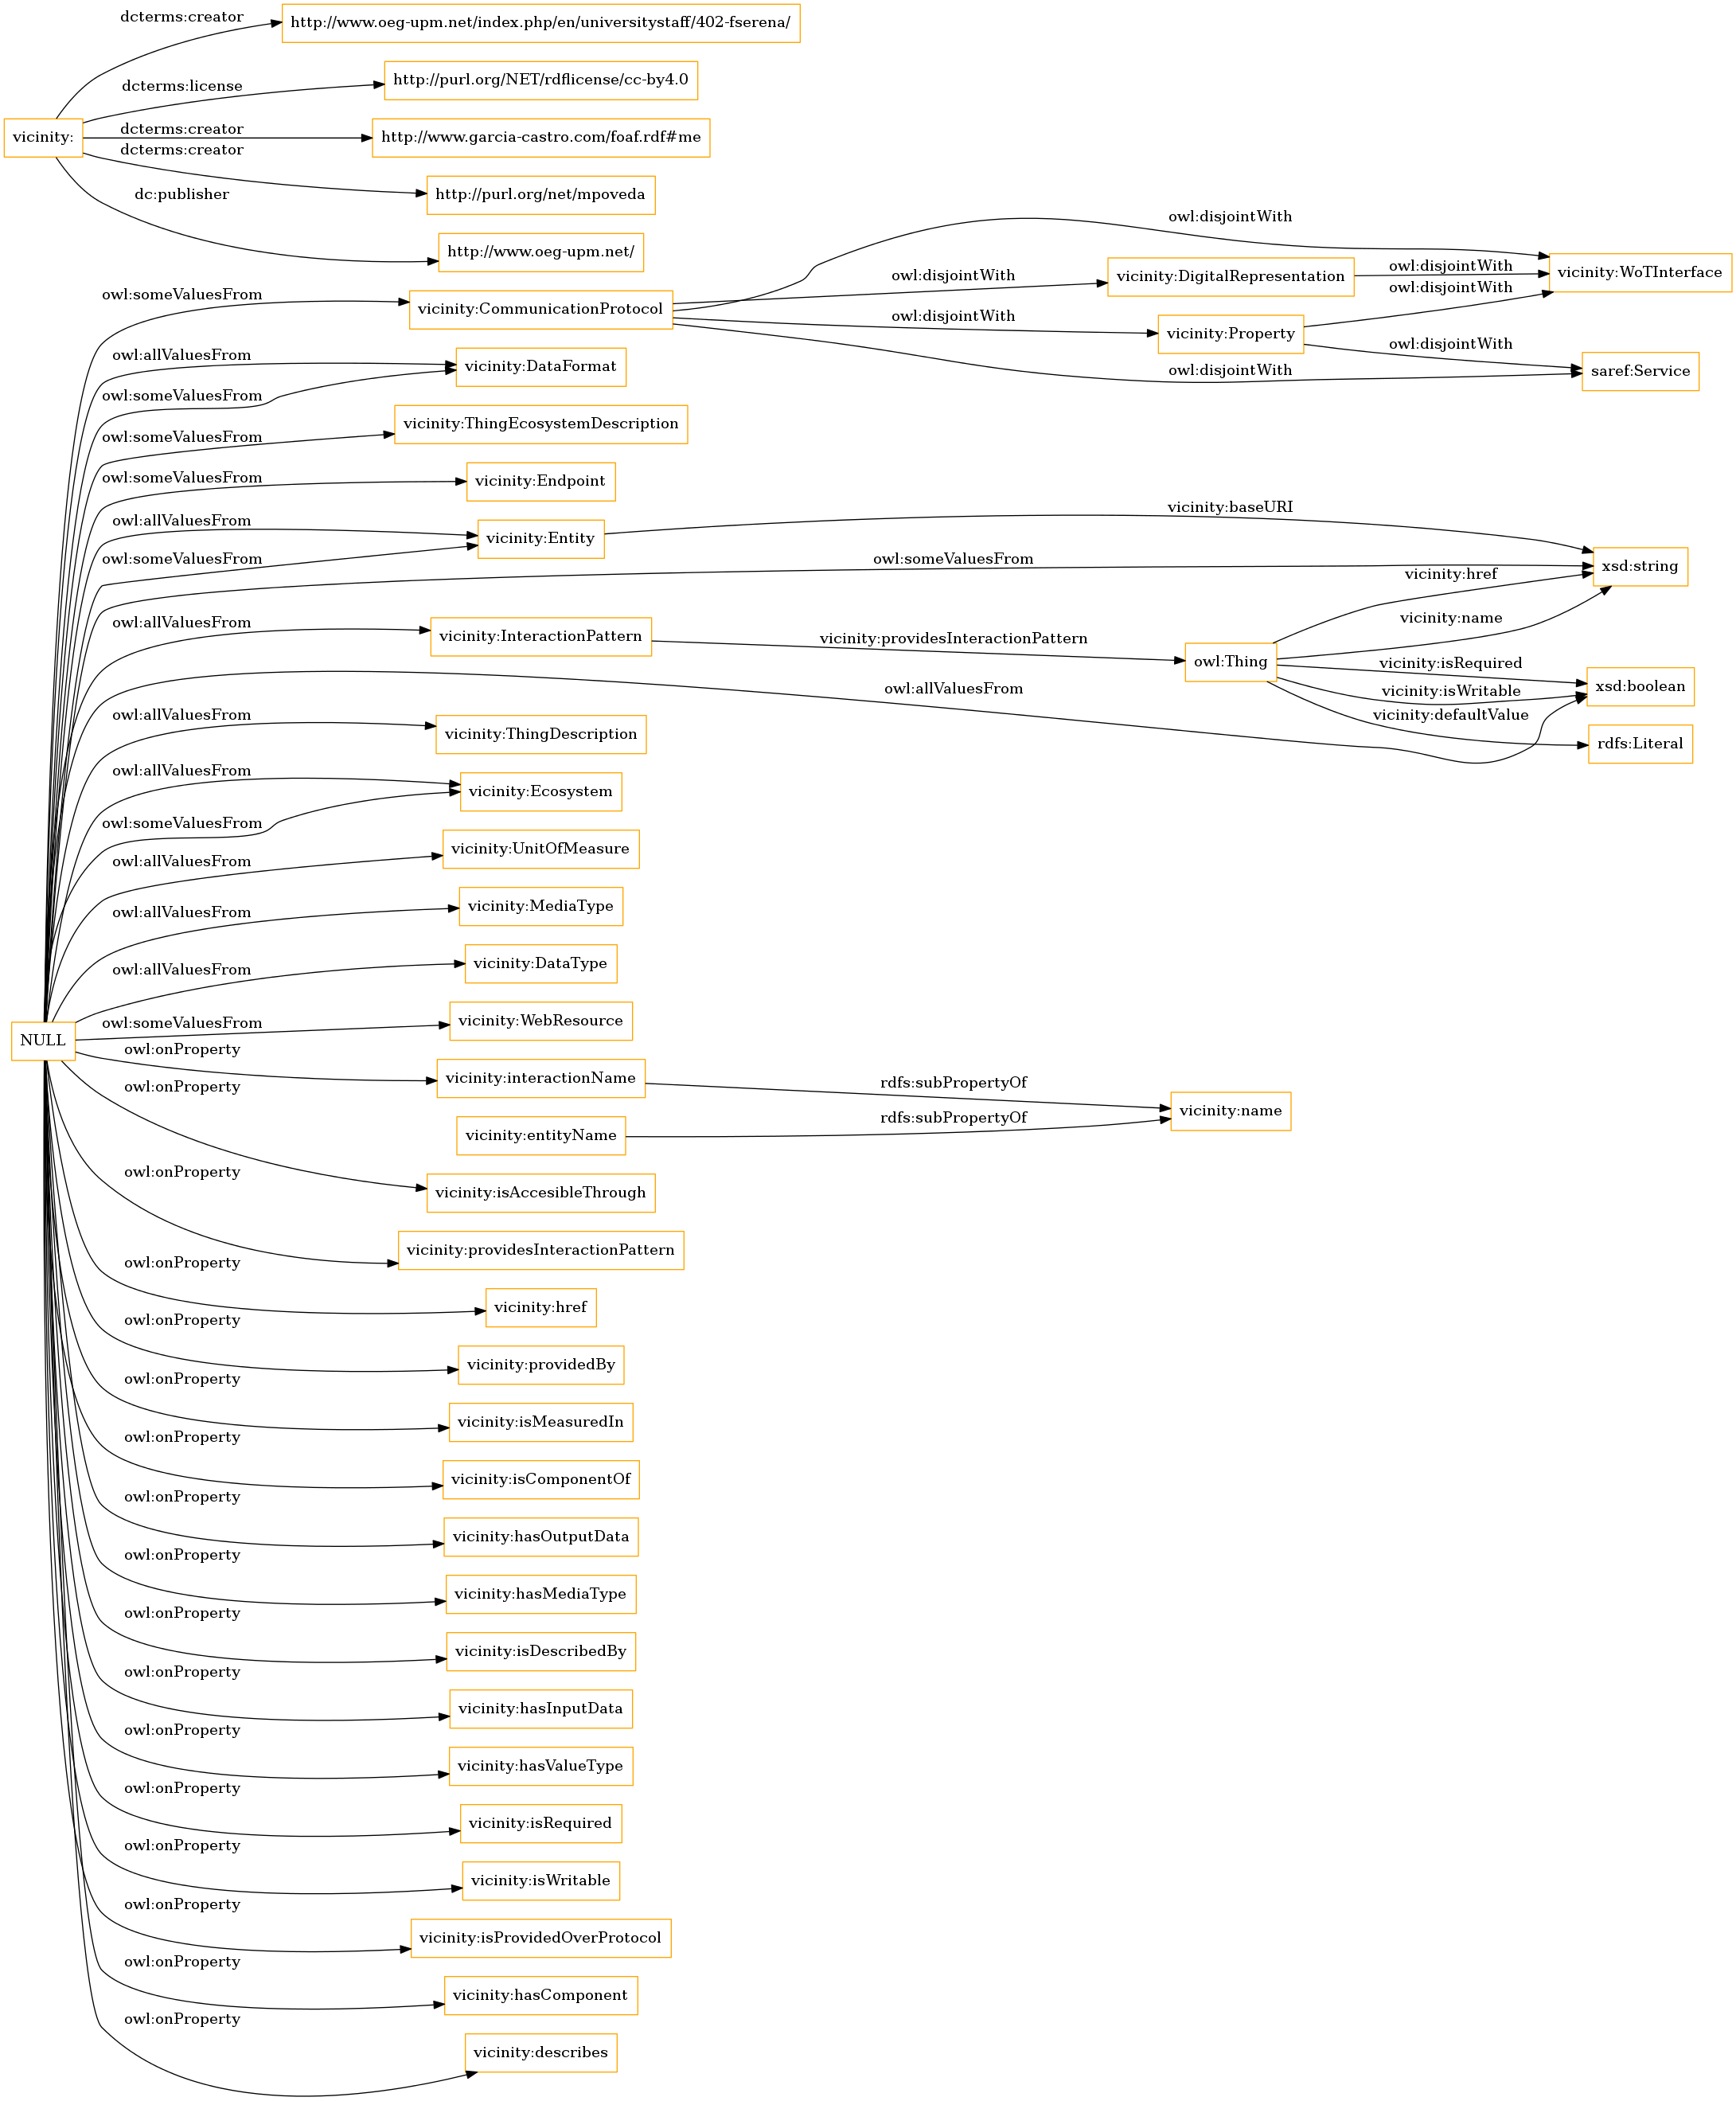 dcterms:creator
http://www.oeg-upm.net/index.php/en/universitystaff/402-fserena/
dcterms:license
http://purl.org/NET/rdflicense/cc-by4.0
vicinity:
dcterms:creator
http://www.garcia-castro.com/foaf.rdf#me
dcterms:creator
http://purl.org/net/mpoveda
dc:publisher
http://www.oeg-upm.net/
owl:disjointWith
owl:someValuesFrom
vicinity:CommunicationProtocol
owl:disjointWith
vicinity:DigitalRepresentation
owl:disjointWith
vicinity:WoTInterface
owl:disjointWith
owl:disjointWith
vicinity:Property
owl:disjointWith
owl:disjointWith
saref:Service
owl:allValuesFrom
vicinity:DataFormat
owl:someValuesFrom
owl:someValuesFrom
vicinity:ThingEcosystemDescription
owl:someValuesFrom
vicinity:Endpoint
owl:allValuesFrom
vicinity:Entity
vicinity:baseURI
owl:someValuesFrom
owl:someValuesFrom
xsd:string
vicinity:href
owl:allValuesFrom
vicinity:InteractionPattern
vicinity:providesInteractionPattern
vicinity:name
owl:Thing
vicinity:isRequired
owl:allValuesFrom
vicinity:isWritable
xsd:boolean
vicinity:defaultValue
rdfs:Literal
owl:allValuesFrom
vicinity:ThingDescription
owl:allValuesFrom
vicinity:Ecosystem
owl:someValuesFrom
owl:allValuesFrom
vicinity:UnitOfMeasure
owl:allValuesFrom
vicinity:MediaType
owl:allValuesFrom
vicinity:DataType
owl:someValuesFrom
vicinity:WebResource
NULL
owl:onProperty
vicinity:interactionName
rdfs:subPropertyOf
vicinity:name
owl:onProperty
vicinity:entityName
rdfs:subPropertyOf
owl:onProperty
vicinity:isAccesibleThrough
vicinity:providesInteractionPattern
owl:onProperty
vicinity:href
owl:onProperty
vicinity:providedBy
owl:onProperty
vicinity:isMeasuredIn
owl:onProperty
vicinity:isComponentOf
owl:onProperty
vicinity:hasOutputData
owl:onProperty
vicinity:hasMediaType
owl:onProperty
vicinity:isDescribedBy
owl:onProperty
vicinity:hasInputData
owl:onProperty
vicinity:hasValueType
owl:onProperty
vicinity:isRequired
owl:onProperty
vicinity:isWritable
owl:onProperty
vicinity:isProvidedOverProtocol
owl:onProperty
vicinity:hasComponent
owl:onProperty
vicinity:describes